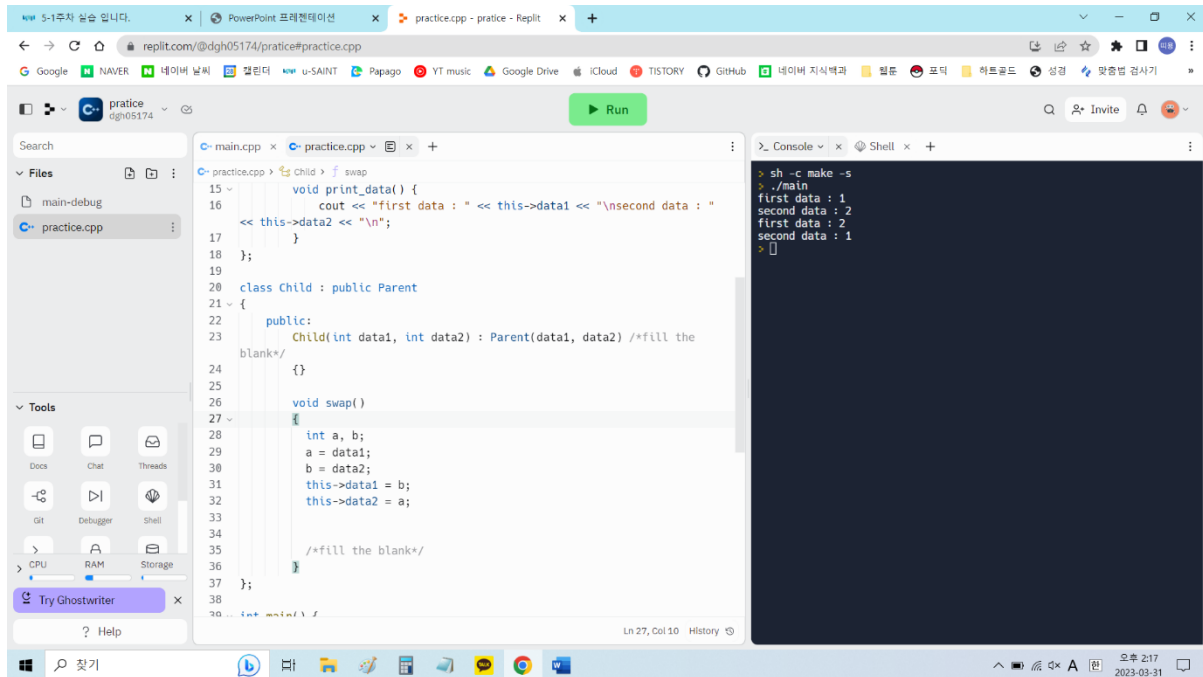 5-1주차 실습 입니다.
PowerPoint 프레젠테이션
practice.cpp - pratice - Replit
replit.com/@dgh05174/pratice#practice.cpp
Google NAVER 네이버 날씨 캘린더 u-SAINT Papago YT music Google Drive iCloud TISTORY GitHub 네이버 지식백과 웹툰 포딕 하트골드 성경 맞춤법 검사기 »
pratice
dgh05174
Run
Invite
Search
Files
main-debug
practice.cpp
Tools
Docs Chat Threads
Git Debugger Shell
CPU RAM Storage
Try Ghostwriter
? Help
main.cpp practice.cpp
practice.cpp > Child > f swap
15 void print_data() {
16 cout << "first data : " << this->data1 << "\nsecond data : "
<< this->data2 << "\n";
17 }
18 };
19
20 class Child : public Parent
21 {
22 public:
23 Child(int data1, int data2) : Parent(data1, data2) /*fill the
blank*/
24 {}
25
26 void swap()
27 {
28 int a, b;
29 a = data1;
30 b = data2;
31 this->data1 = b;
32 this->data2 = a;
33
34
35 /*fill the blank*/
36 }
37 };
38
39 int main() {
Ln 27, Col 10 History
Console Shell
> sh -c make -s
> ./main
first data : 1
second data : 2
first data : 2
second data : 1
>
찾기
A
오후 2:17
2023-03-31